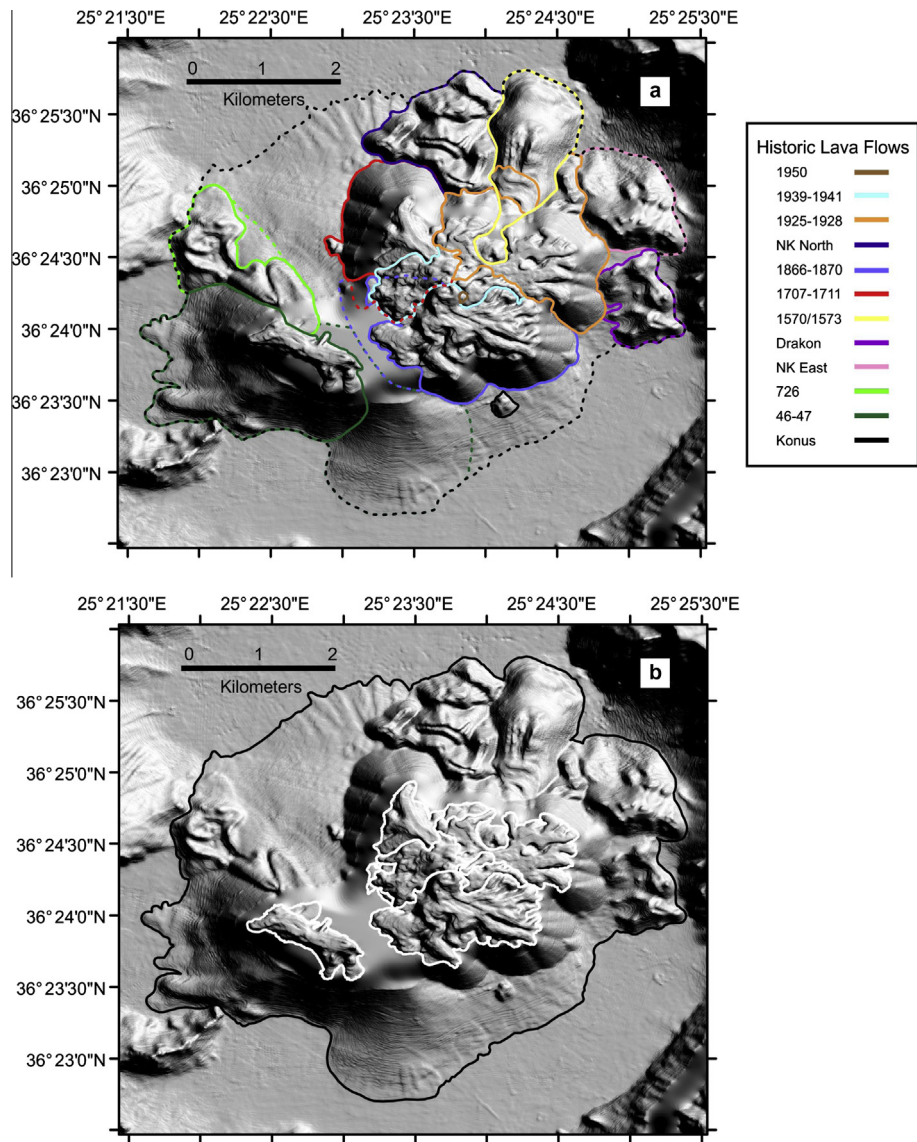 25°21'30"E 25°22'30"E 25°23'30"E 25°24'30"E 25°25'30"E
0 1 2
Kilometers
a
36°25'30"N
36°25'0"N
36°24'30"N
36°24'0"N
36°23'30"N
36°23'0"N
Historic Lava Flows
1950
1939-1941
1925-1928
NK North
1866-1870
1707-1711
1570/1573
Drakon
NK East
726
46-47
Konus
25°21'30"E 25°22'30"E 25°23'30"E 25°24'30"E 25°25'30"E
0 1 2
Kilometers
b
36°25'30"N
36°25'0"N
36°24'30"N
36°24'0"N
36°23'30"N
36°23'0"N